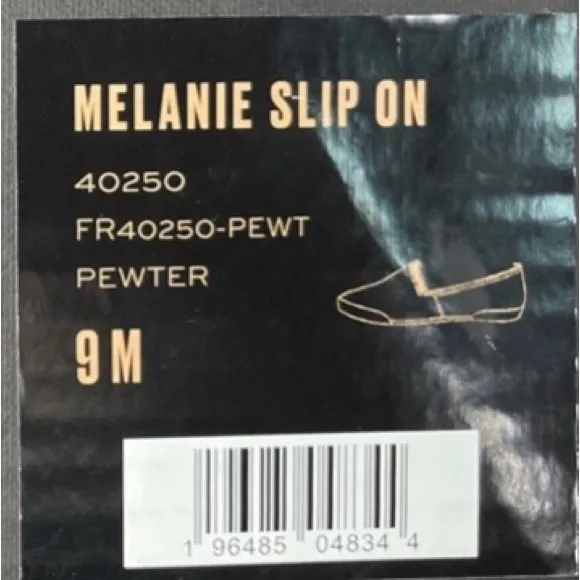 MELANIE SLIP ON
40250
FR40250-PEWT
PEWTER
9 M
1 96485 04834 4